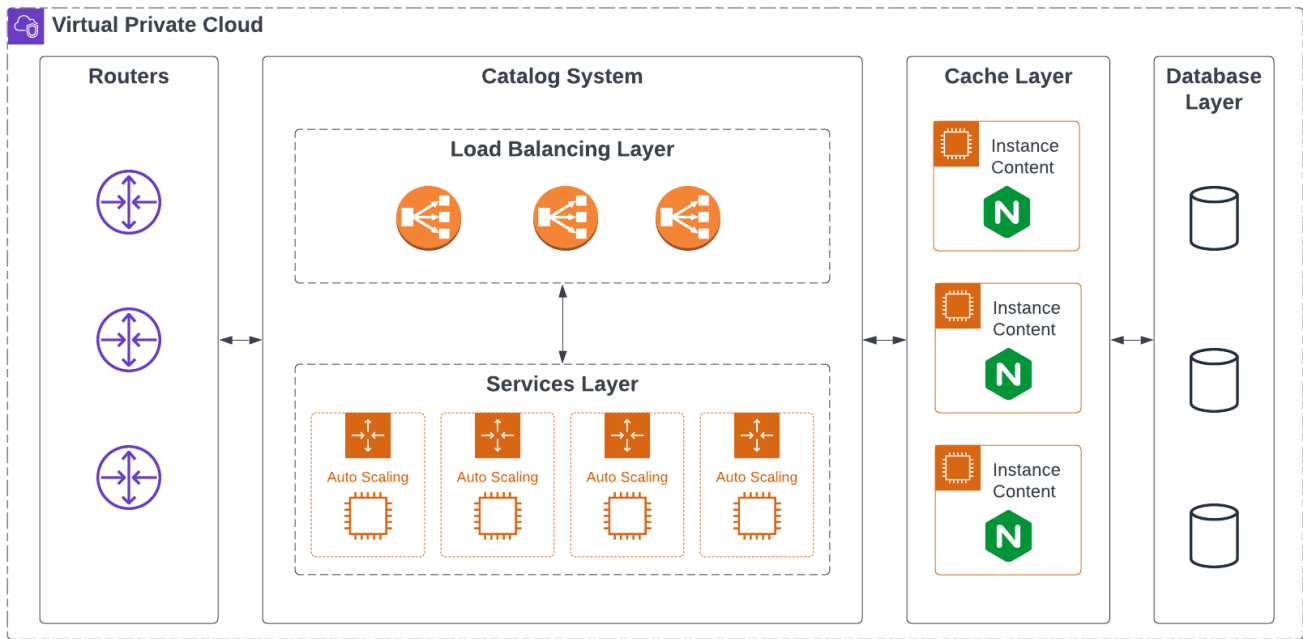 Virtual Private Cloud
Routers
Catalog System
Load Balancing Layer
Services Layer
Auto Scaling
Auto Scaling
Auto Scaling
Auto Scaling
Cache Layer
Instance
Content
N
Instance
Content
N
Instance
Content
N
Database
Layer